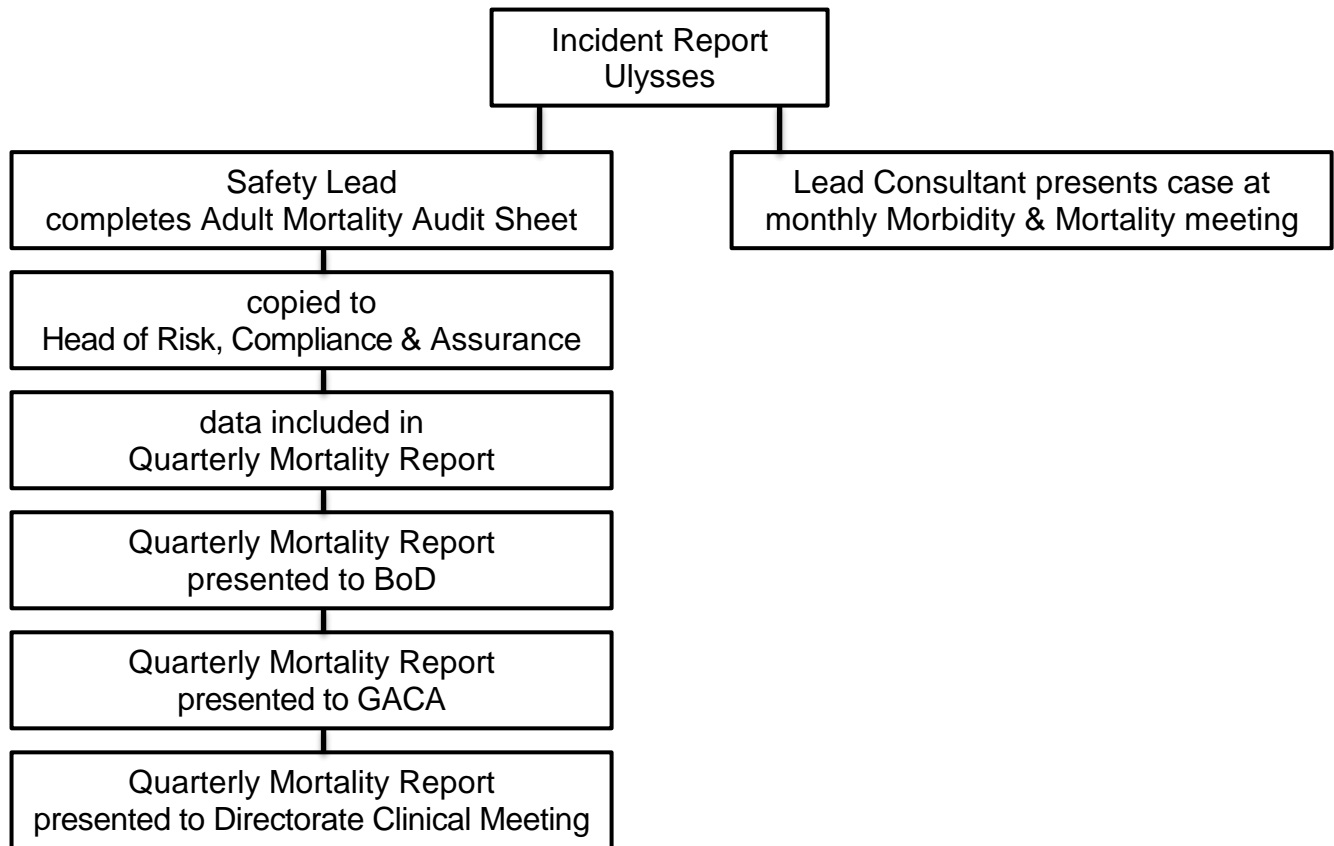 Incident Report
Ulysses
Safety Lead
completes Adult Mortality Audit Sheet
Lead Consultant presents case at
monthly Morbidity & Mortality meeting
copied to
Head of Risk, Compliance & Assurance
data included in
Quarterly Mortality Report
Quarterly Mortality Report
presented to BoD
Quarterly Mortality Report
presented to GACA
Quarterly Mortality Report
presented to Directorate Clinical Meeting